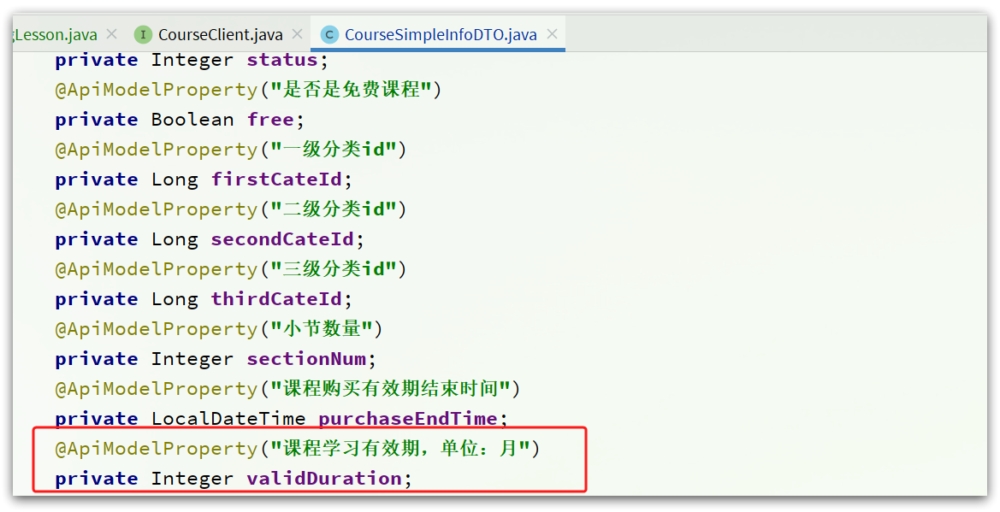 gLesson.java CourseClient.java CourseSimpleInfoDTO.java
private Integer status;
@ApiModelProperty("是否是免费课程")
private Boolean free;
@ApiModelProperty("一级分类id")
private Long firstCateId;
@ApiModelProperty("二级分类id")
private Long secondCateId;
@ApiModelProperty("三级分类id")
private Long thirdCateId;
@ApiModelProperty("小节数量")
private Integer sectionNum;
@ApiModelProperty("课程购买有效期结束时间")
private LocalDateTime purchaseEndTime;
@ApiModelProperty("课程学习有效期，单位：月")
private Integer validDuration;